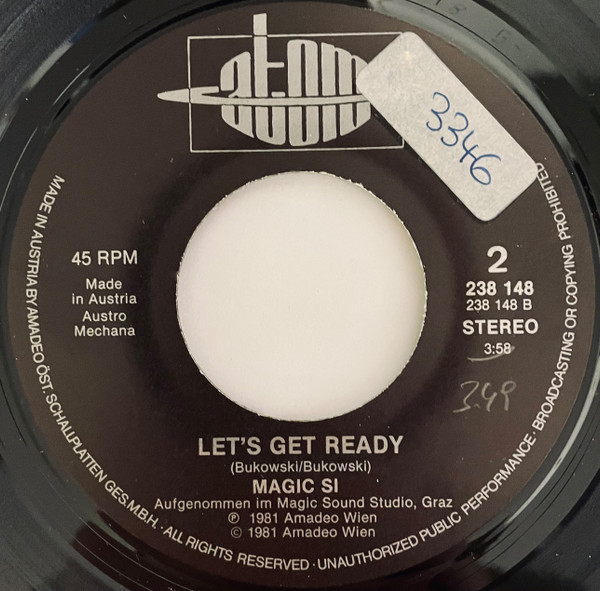 atom
3346
45 RPM
Made
in Austria
Austro
Mechana
2
238 148
238 148 B
STEREO
3:58
3.49
LET'S GET READY
(Bukowski/Bukowski)
MAGIC SI
Aufgenommen im Magic Sound Studio, Graz
℗ 1981 Amadeo Wien
© 1981 Amadeo Wien
MADE IN AUSTRIA BY AMADEO ÖST. SCHALLPLATTEN GES.M.B.H. · ALL RIGHTS RESERVED · UNAUTHORIZED PUBLIC PERFORMANCE · BROADCASTING OR COPYING PROHIBITED